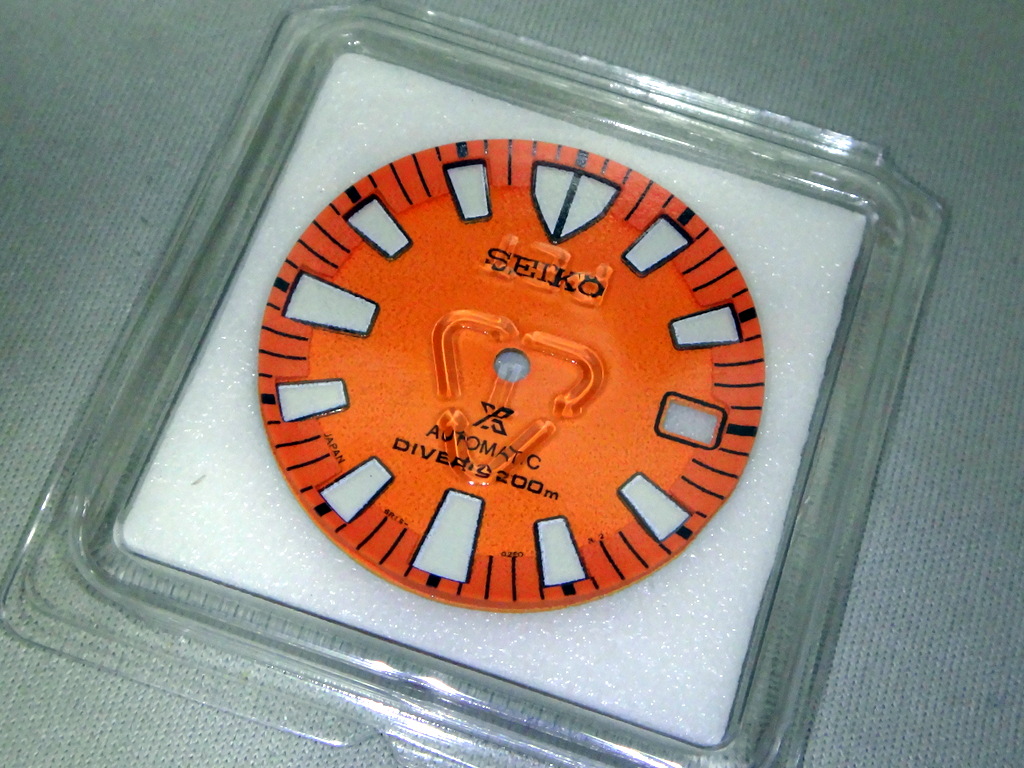 SEIKO
AUTOMATIC
DIVER'S 200m
JAPAN